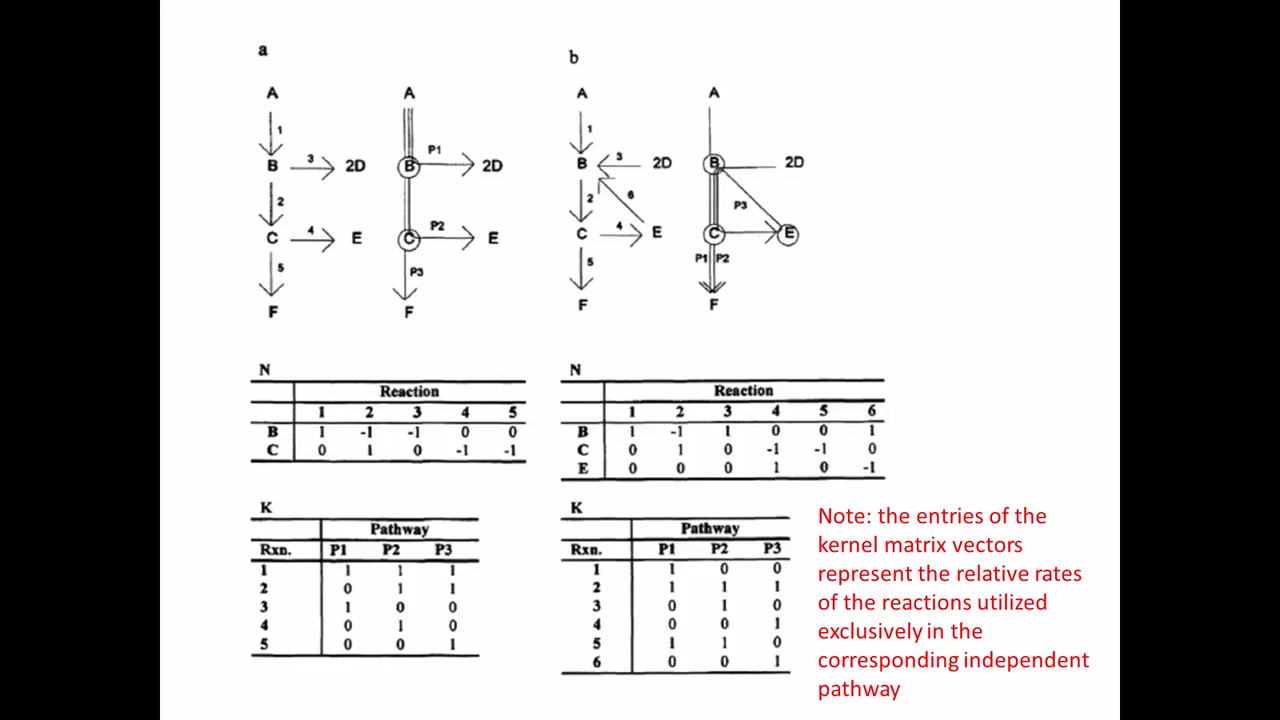 a
A
1
B 3 2D
2
C 4 E
5
F
A
P1
B 2D
P2
C E
P3
F
b
A
1
B 3 2D
2 6
C 4 E
5
F
A
B 2D
P3
C E
P1 P2
F
N
Reaction
1 2 3 4 5
B 1 -1 -1 0 0
C 0 1 0 -1 -1
N
Reaction
1 2 3 4 5 6
B 1 -1 1 0 0 1
C 0 1 0 -1 -1 0
E 0 0 0 1 0 -1
K
Pathway
Rxn. P1 P2 P3
1 1 1 1
2 0 1 1
3 1 0 0
4 0 1 0
5 0 0 1
K
Pathway
Rxn. P1 P2 P3
1 1 0 0
2 1 1 1
3 0 1 0
4 0 0 1
5 1 1 0
6 0 0 1
Note: the entries of the
kernel matrix vectors
represent the relative rates
of the reactions utilized
exclusively in the
corresponding independent
pathway